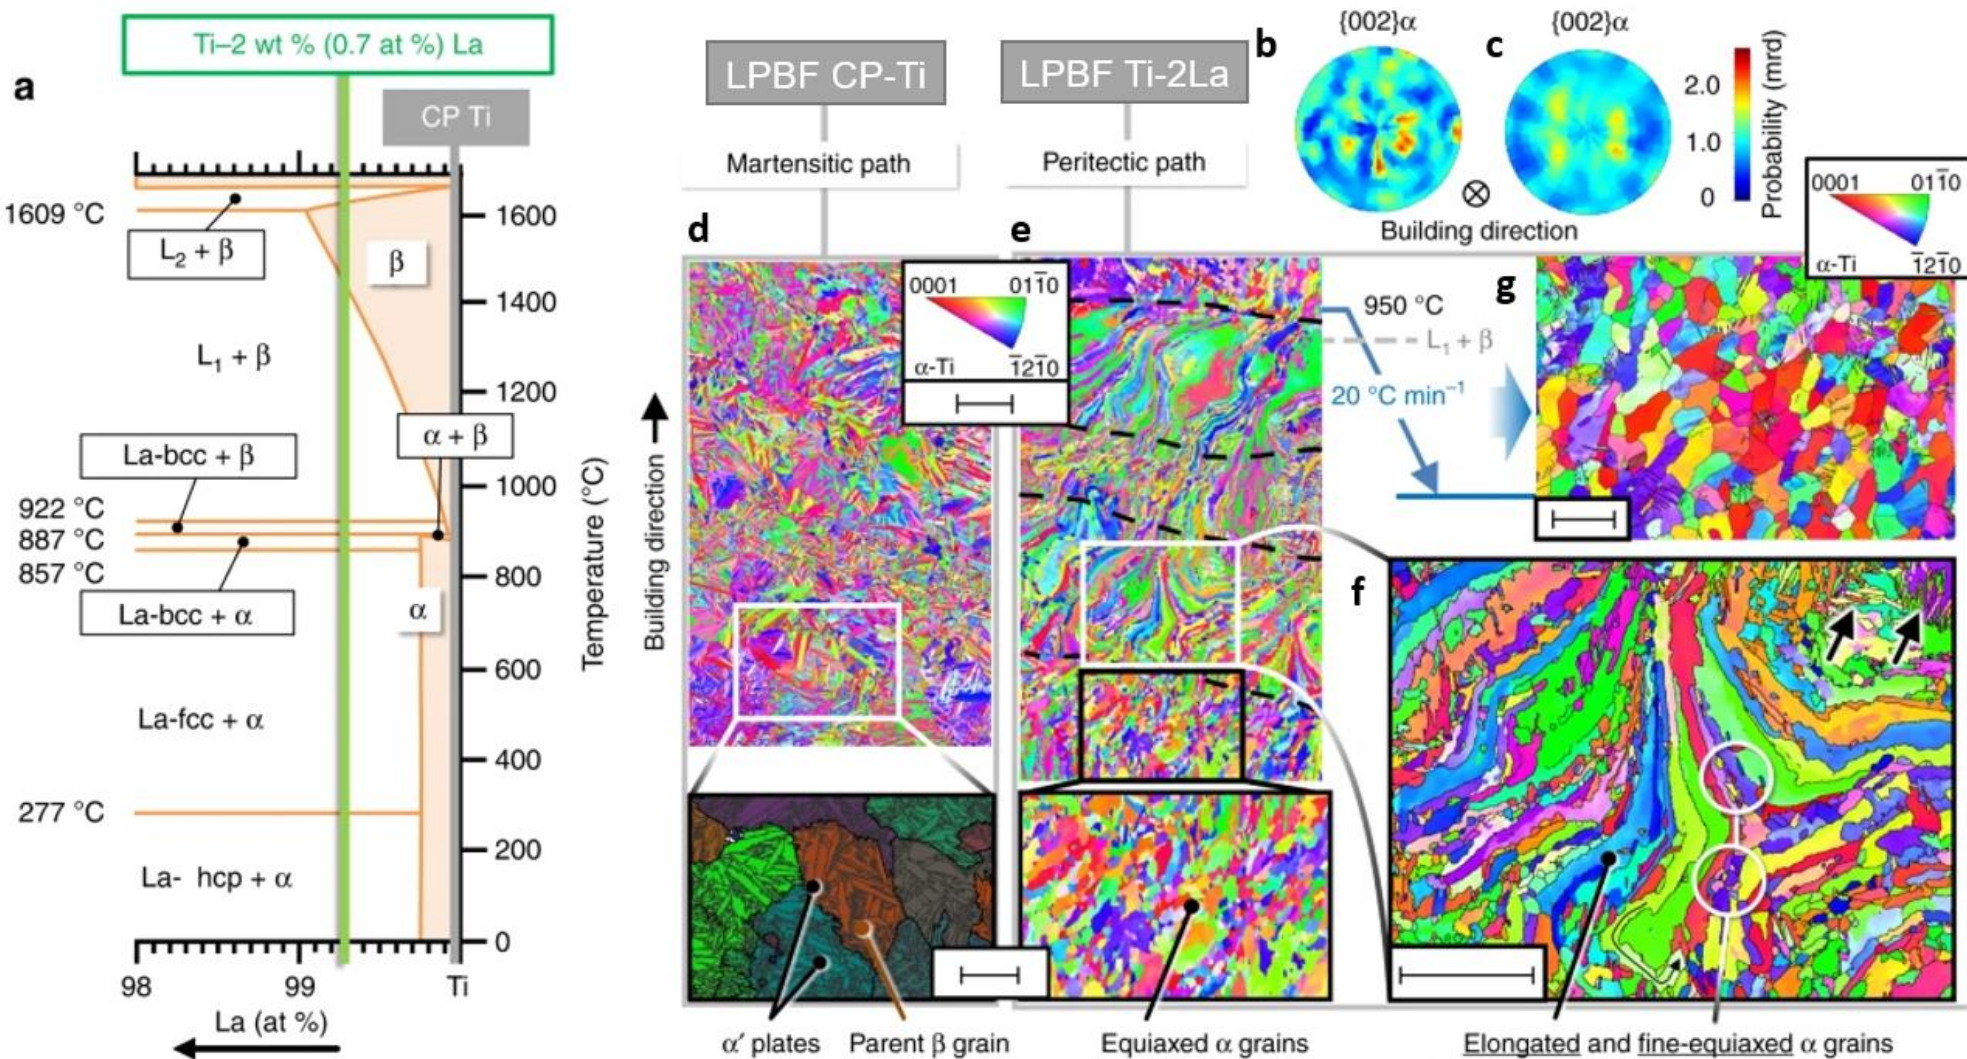 Ti–2 wt % (0.7 at %) La
a
CP Ti
1609 °C
L2 + β
β
L1 + β
α + β
La-bcc + β
922 °C
887 °C
857 °C
La-bcc + α
α
La-fcc + α
277 °C
La- hcp + α
1600
1400
1200
1000
800
600
400
200
0
Temperature (°C)
98
99
Ti
La (at %)
LPBF CP-Ti
LPBF Ti-2La
Martensitic path
Peritectic path
b
{002}α
c
{002}α
2.0
1.0
0
Probability (mrd)
Building direction
0001
011̅0
α-Ti
1̅21̅0
d
e
0001
011̅0
α-Ti
1̅21̅0
Building direction
950 °C
L1 + β
20 °C min–1
g
f
α′ plates
Parent β grain
Equiaxed α grains
Elongated and fine-equiaxed α grains